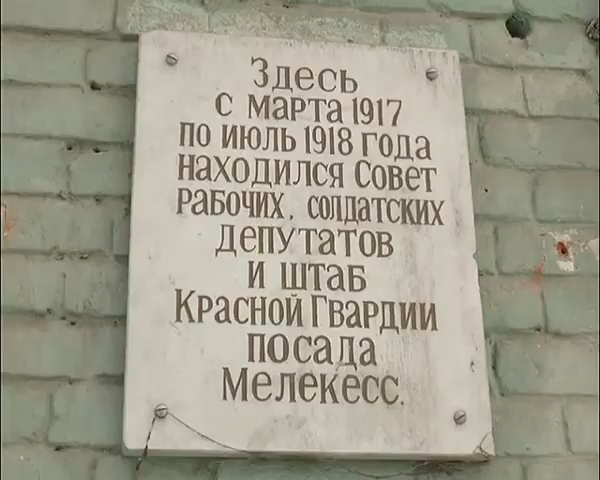 Здесь
с марта 1917
по июль 1918 года
находился Совет
рабочих, солдатских
депутатов
и штаб
Красной Гвардии
посада
Мелекесс.